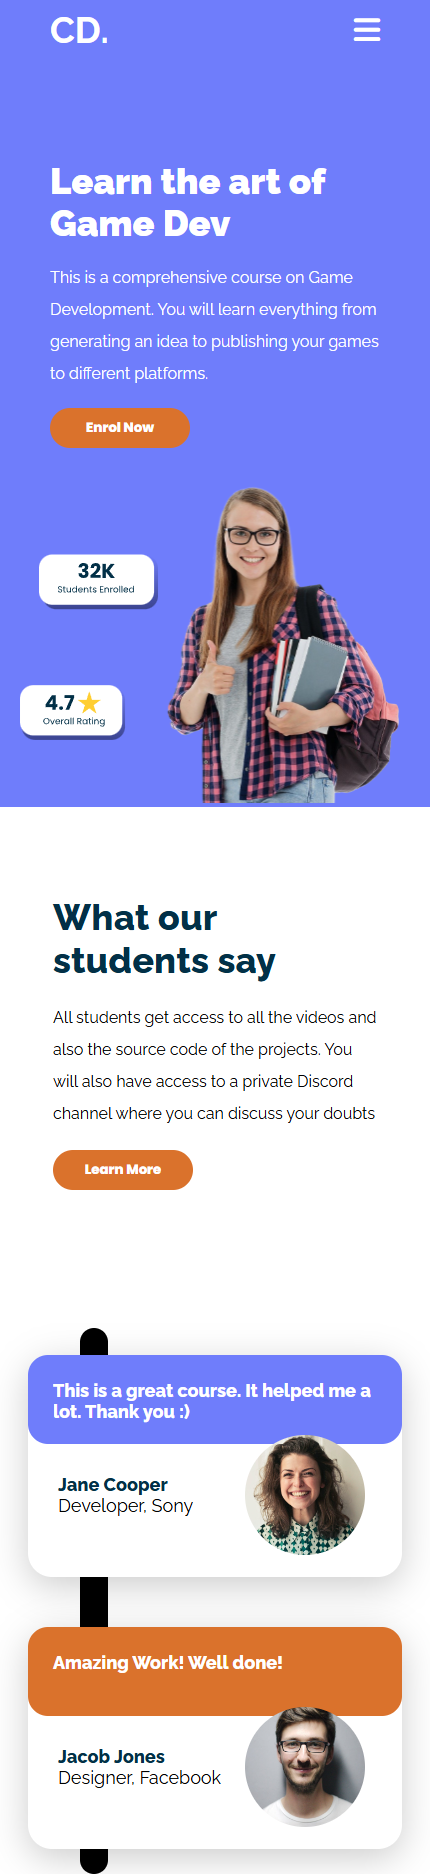 CD.
Learn the art of
Game Dev
This is a comprehensive course on Game
Development. You will learn everything from
generating an idea to publishing your games
to different platforms.
Enrol Now
32K
Students Enrolled
4.7
Overall Rating
What our
students say
All students get access to all the videos and
also the source code of the projects. You
will also have access to a private Discord
channel where you can discuss your doubts
Learn More
This is a great course. It helped me a
lot. Thank you :)
Jane Cooper
Developer, Sony
Amazing Work! Well done!
Jacob Jones
Designer, Facebook